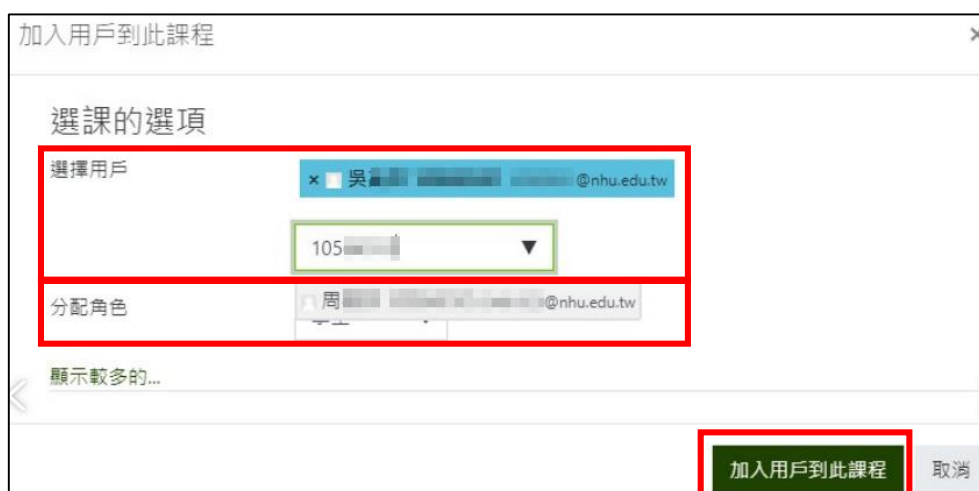 加入用戶到此課程 ×
選課的選項
選擇用戶
× 吳 @nhu.edu.tw
105 ▼
分配角色
周 @nhu.edu.tw
顯示較多的...
加入用戶到此課程 取消